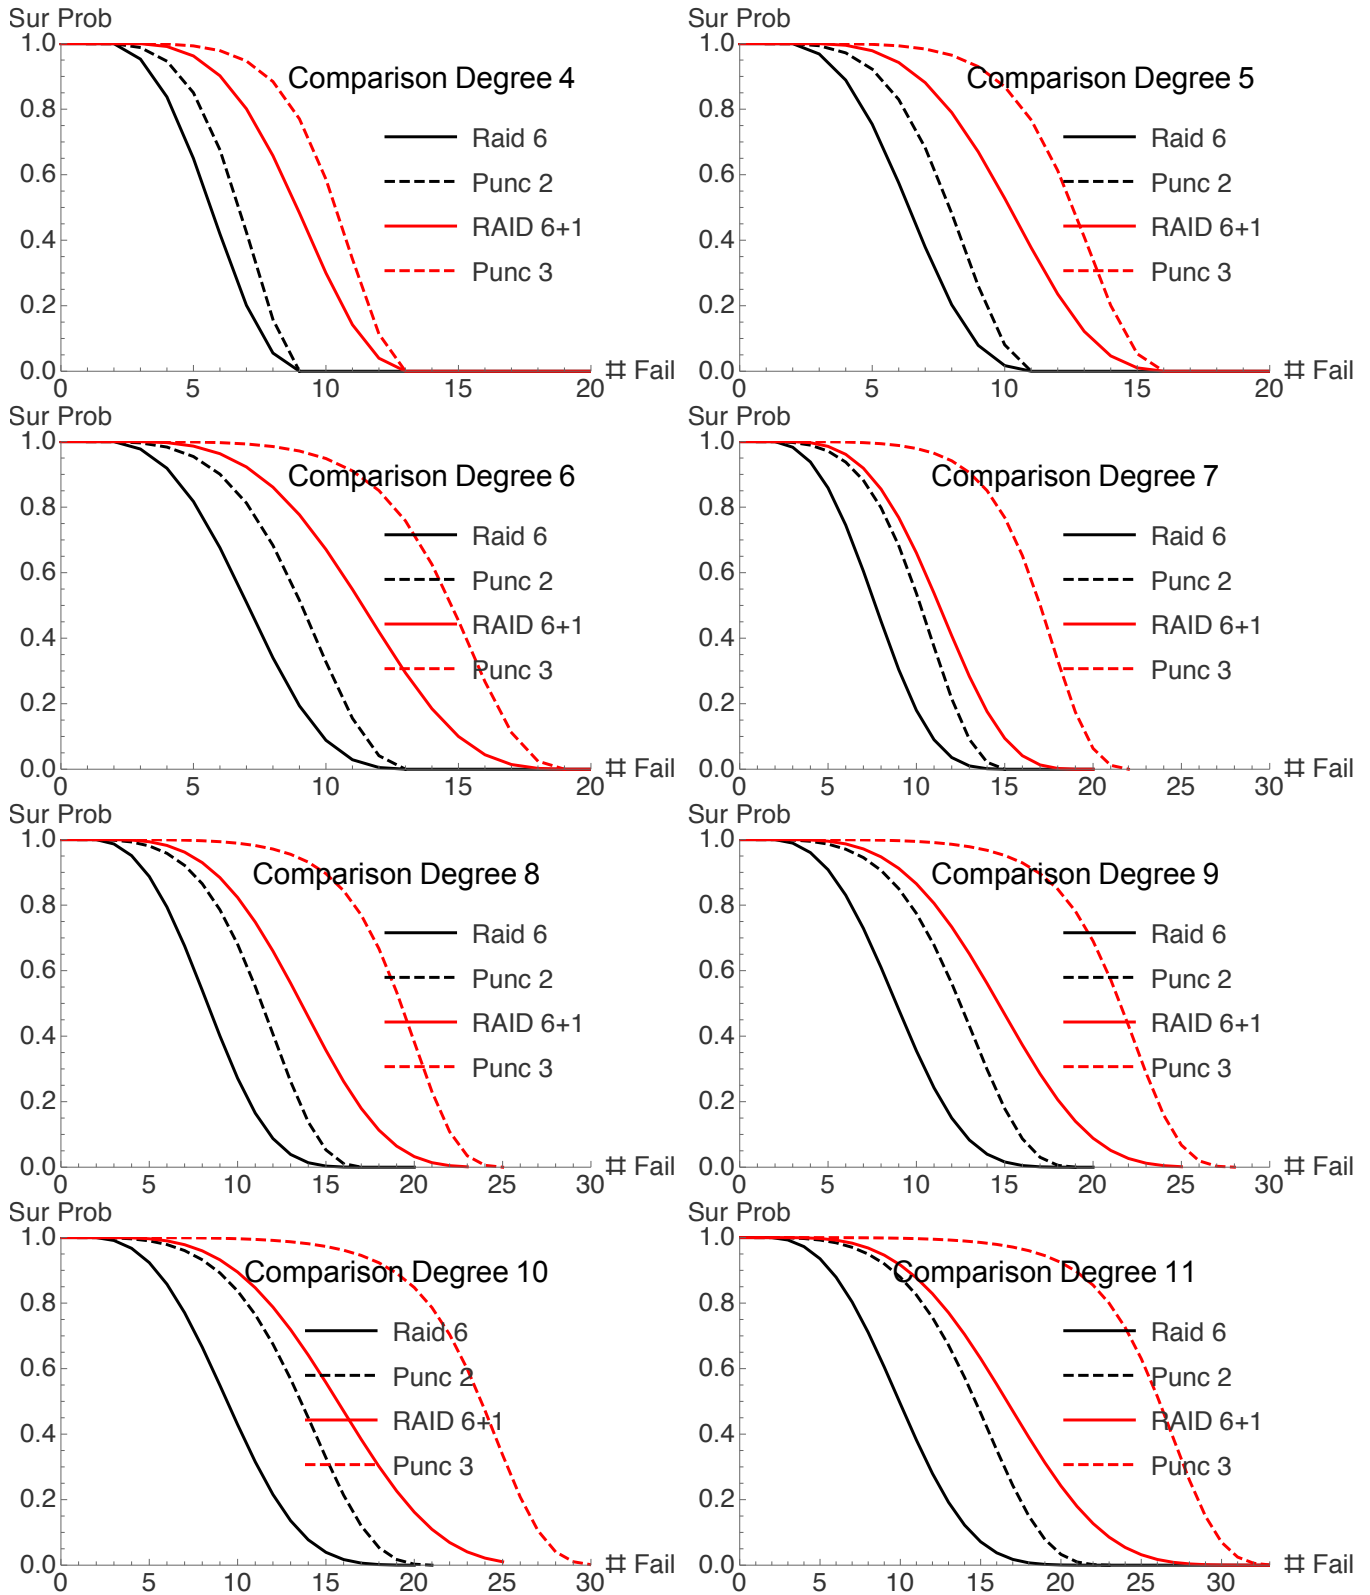 Sur Prob
1.0
Comparison Degree 4
0.8
Raid 6
0.6
Punc 2
0.4
RAID 6+1
Punc 3
0.2
0.0
# Fail
0 5 10 15 20
Sur Prob
1.0
Comparison Degree 5
0.8
Raid 6
0.6
Punc 2
0.4
RAID 6+1
Punc 3
0.2
0.0
# Fail
0 5 10 15 20
Sur Prob
1.0
Comparison Degree 6
0.8
Raid 6
0.6
Punc 2
0.4
RAID 6+1
Punc 3
0.2
0.0
# Fail
0 5 10 15 20
Sur Prob
1.0
Comparison Degree 7
0.8
Raid 6
0.6
Punc 2
0.4
RAID 6+1
Punc 3
0.2
0.0
# Fail
0 5 10 15 20 25 30
Sur Prob
1.0
Comparison Degree 8
0.8
Raid 6
0.6
Punc 2
0.4
RAID 6+1
Punc 3
0.2
0.0
# Fail
0 5 10 15 20 25 30
Sur Prob
1.0
Comparison Degree 9
0.8
Raid 6
0.6
Punc 2
0.4
RAID 6+1
Punc 3
0.2
0.0
# Fail
0 5 10 15 20 25 30
Sur Prob
1.0
Comparison Degree 10
0.8
Raid 6
0.6
Punc 2
0.4
RAID 6+1
Punc 3
0.2
0.0
# Fail
0 5 10 15 20 25 30
Sur Prob
1.0
Comparison Degree 11
0.8
Raid 6
0.6
Punc 2
0.4
RAID 6+1
Punc 3
0.2
0.0
# Fail
0 5 10 15 20 25 30